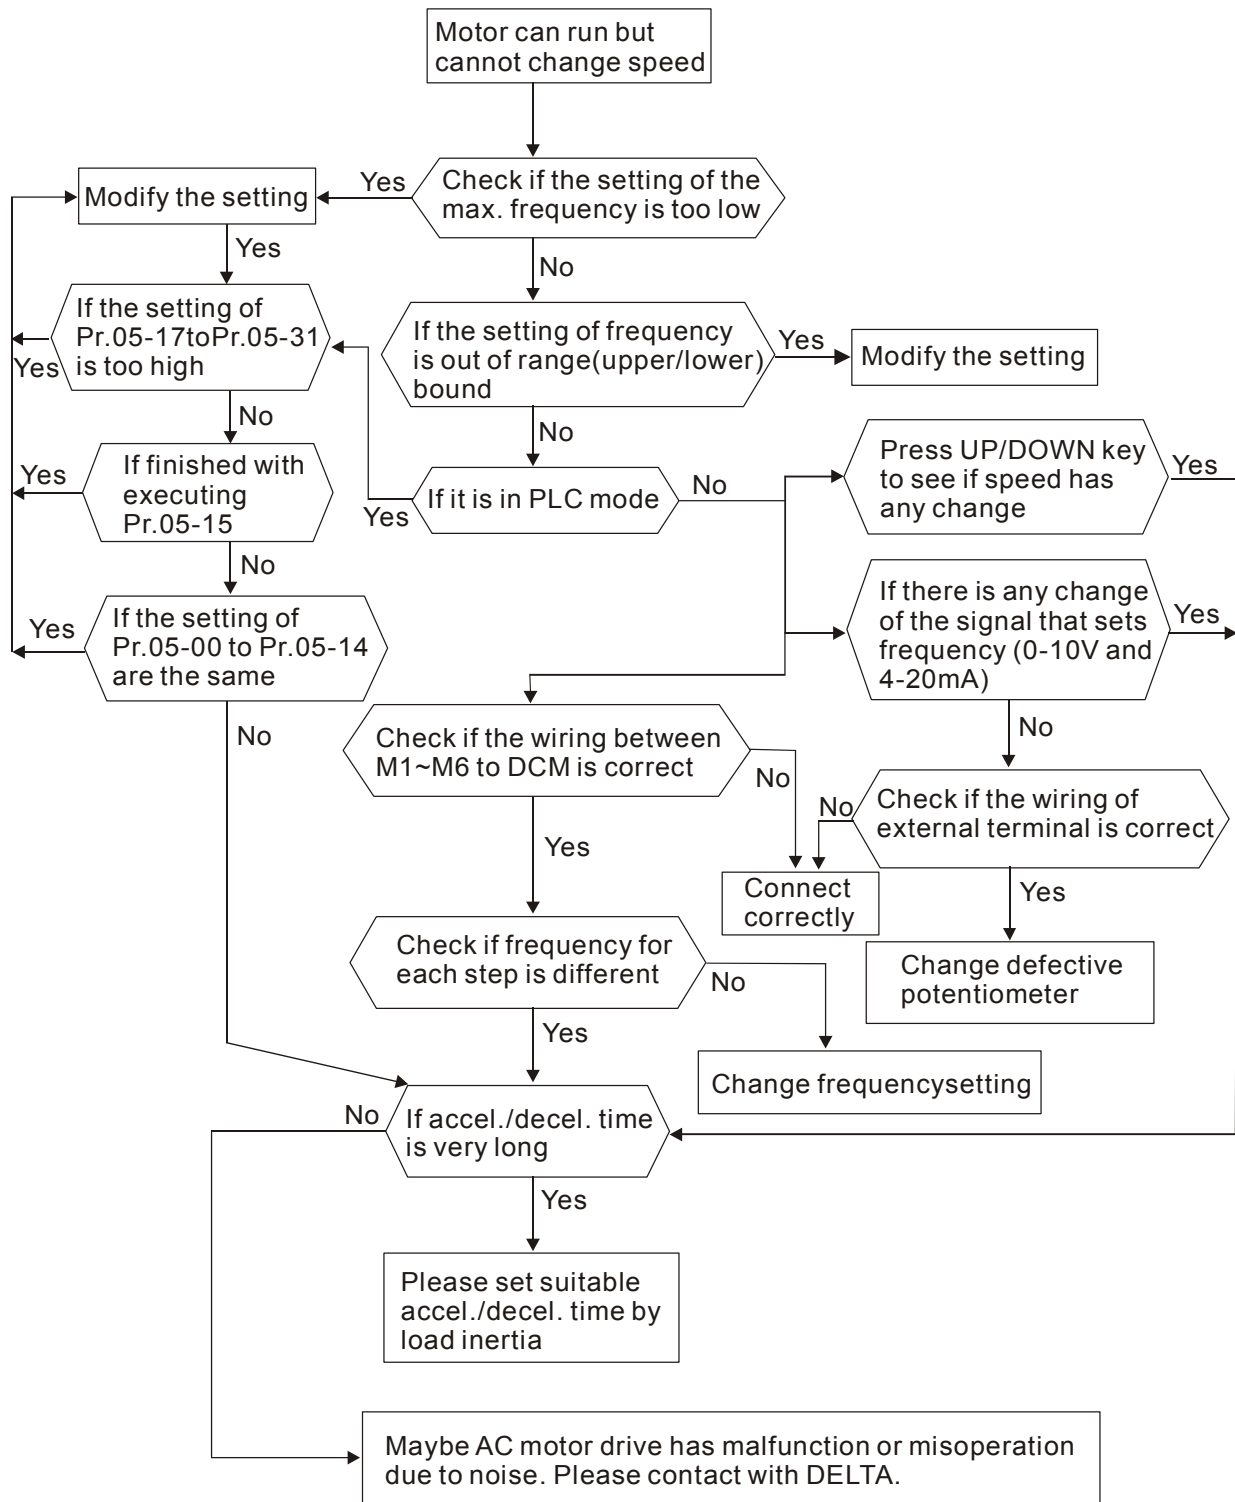 Motor can run but
cannot change speed
Yes
Check if the setting of the
max. frequency is too low
Modify the setting
Yes
No
If the setting of
Pr.05-17toPr.05-31
is too high
Yes
If the setting of frequency
is out of range(upper/lower)
bound
Yes
Modify the setting
No
No
If finished with
executing
Pr.05-15
Yes
If it is in PLC mode
Yes
No
Press UP/DOWN key
to see if speed has
any change
Yes
No
If the setting of
Pr.05-00 to Pr.05-14
are the same
Yes
If there is any change
of the signal that sets
frequency (0-10V and
4-20mA)
Yes
No
No
Check if the wiring between
M1~M6 to DCM is correct
No
No
Check if the wiring of
external terminal is correct
Yes
Connect
correctly
Yes
Check if frequency for
each step is different
No
Change defective
potentiometer
Yes
Change frequencysetting
No
If accel./decel. time
is very long
Yes
Please set suitable
accel./decel. time by
load inertia
Maybe AC motor drive has malfunction or misoperation
due to noise. Please contact with DELTA.